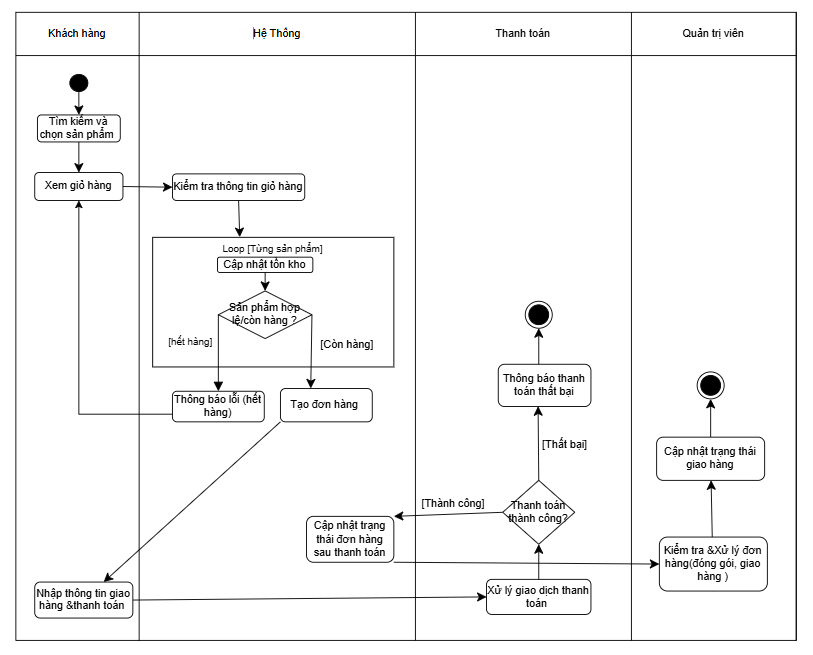 Khách hàng
Hệ Thống
Thanh toán
Quản trị viên
Tìm kiếm và
chọn sản phẩm
Xem giỏ hàng
Kiểm tra thông tin giỏ hàng
Loop [Từng sản phẩm]
Cập nhật tồn kho
Sản phẩm hợp
lệ/còn hàng ?
[hết hàng]
[Còn hàng]
Thông báo lỗi (hết
hàng)
Tạo đơn hàng
Thông báo thanh
toán thất bại
[Thất bại]
Thanh toán
thành công?
[Thành công]
Cập nhật trạng
thái đơn hàng
sau thanh toán
Cập nhật trạng thái
giao hàng
Kiểm tra &Xử lý đơn
hàng(đóng gói, giao
hàng )
Nhập thông tin giao
hàng &thanh toán
Xử lý giao dịch thanh
toán